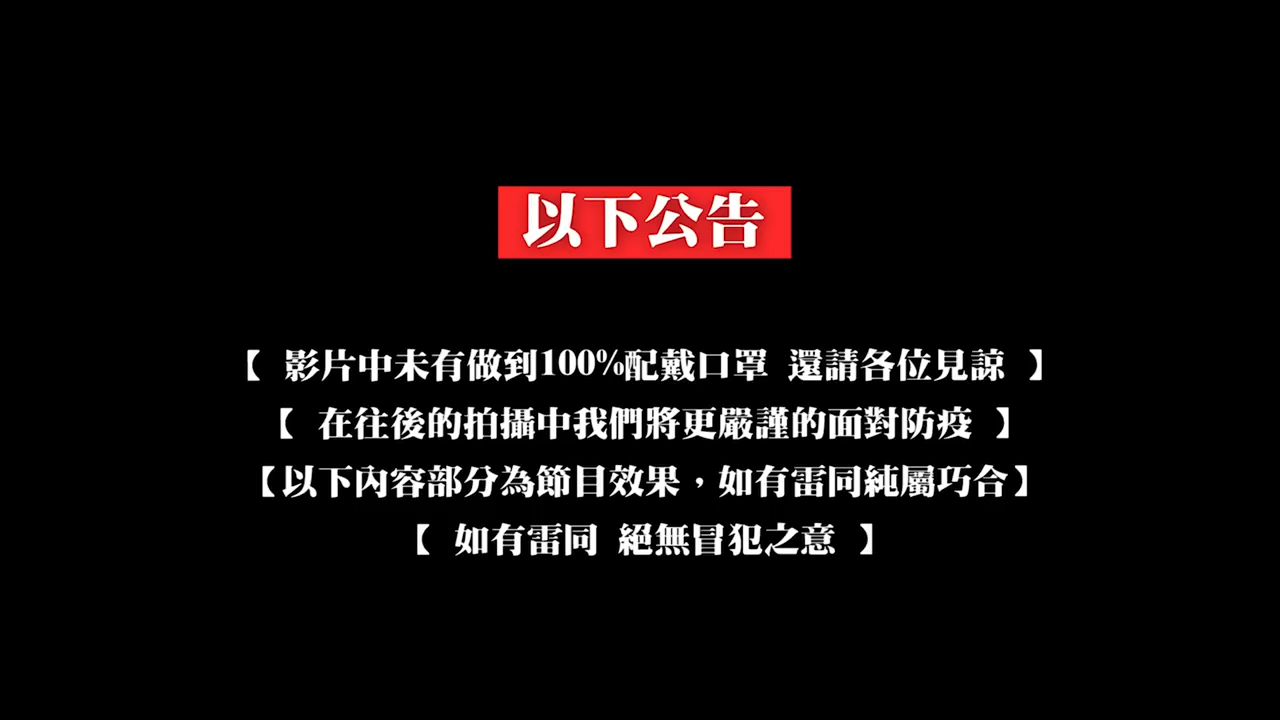 以下公告
【 影片中未有做到100%配戴口罩 還請各位見諒 】
【 在往後的拍攝中我們將更嚴謹的面對防疫 】
【以下內容部分為節目效果，如有雷同純屬巧合】
【 如有雷同 絕無冒犯之意 】